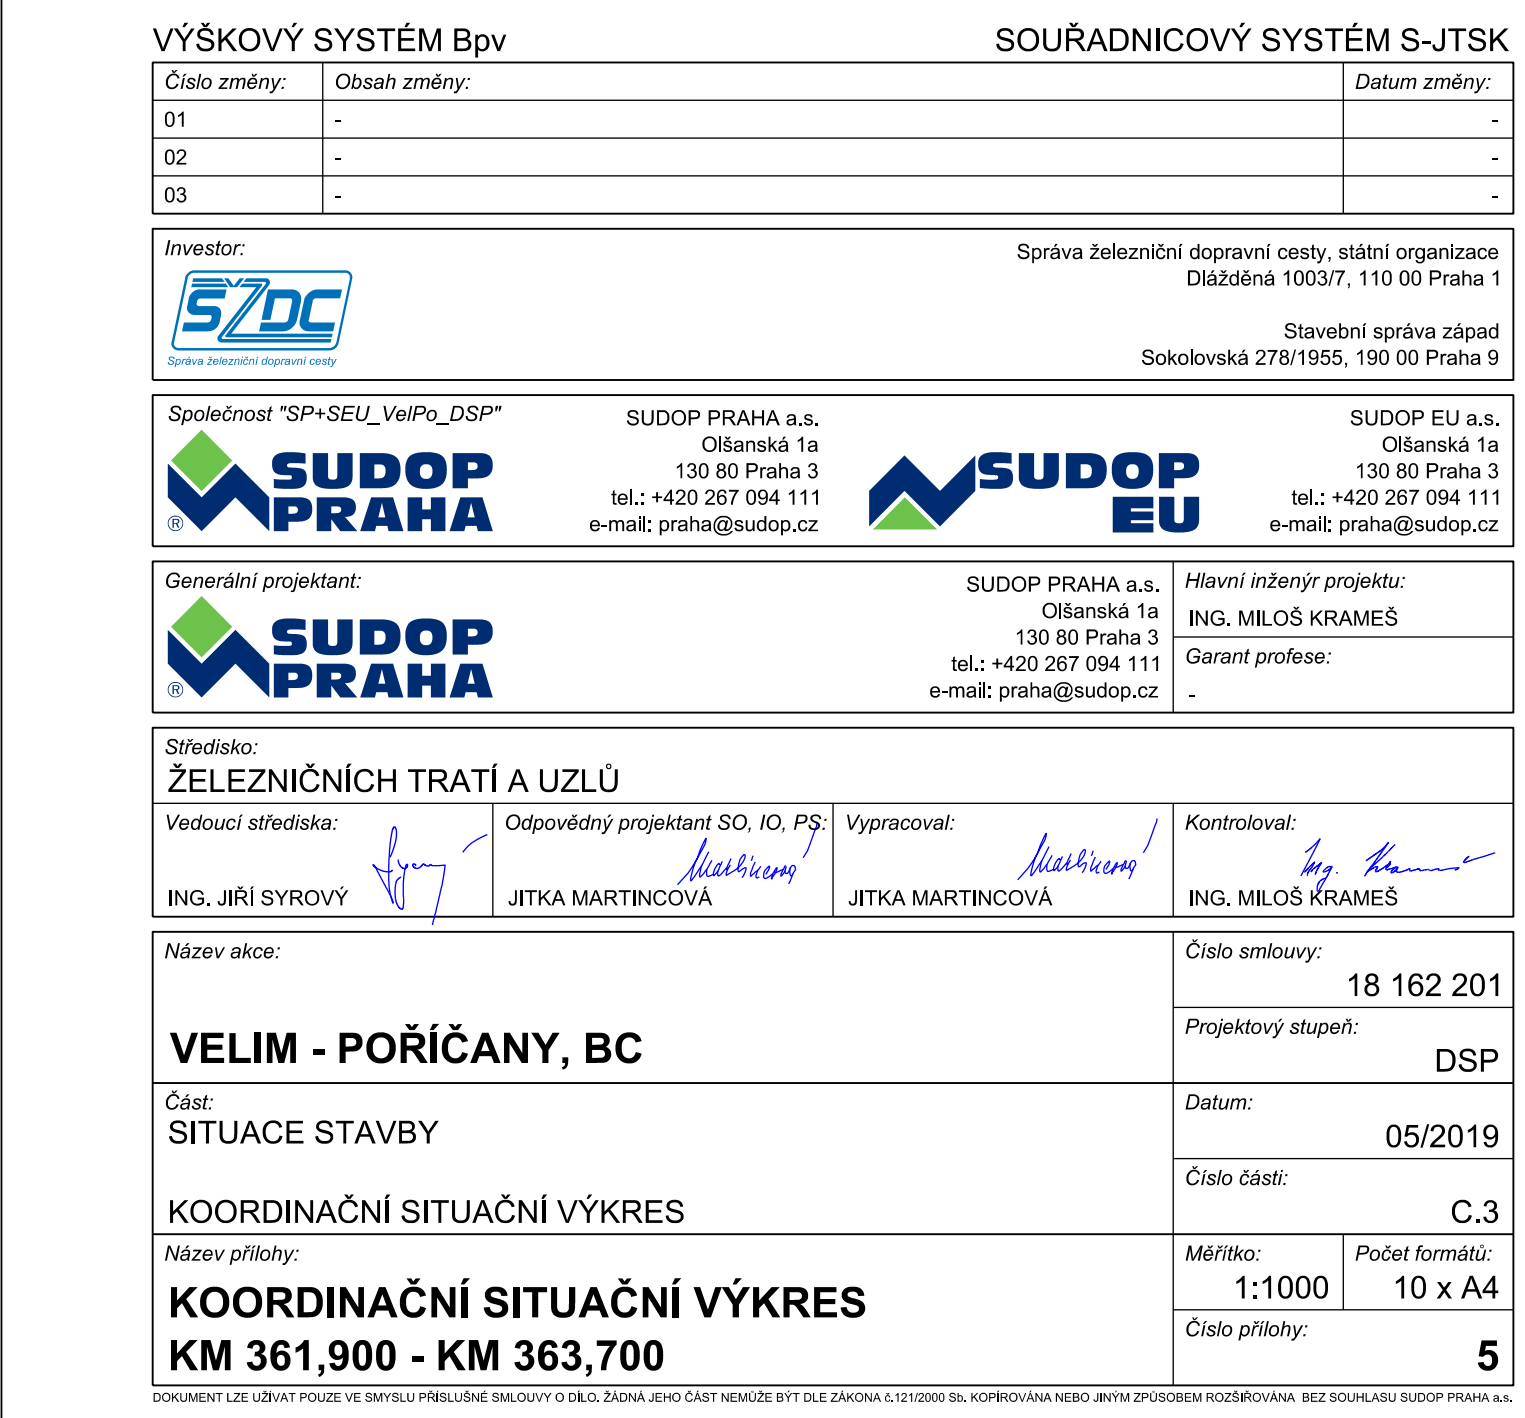 VÝŠKOVÝ SYSTÉM Bpv
SOUŘADNICOVÝ SYSTÉM S-JTSK
Číslo změny: Obsah změny: Datum změny:
01 - -
02 - -
03 - -
Investor:
ŠŽDC
Správa železniční dopravní cesty
Správa železniční dopravní cesty, státní organizace
Dlážděná 1003/7, 110 00 Praha 1
Stavební správa západ
Sokolovská 278/1955, 190 00 Praha 9
Společnost "SP+SEU_VelPo_DSP"
SUDOP
PRAHA
®
SUDOP PRAHA a.s.
Olšanská 1a
130 80 Praha 3
tel.: +420 267 094 111
e-mail: praha@sudop.cz
SUDOP
EU
SUDOP EU a.s.
Olšanská 1a
130 80 Praha 3
tel.: +420 267 094 111
e-mail: praha@sudop.cz
Generální projektant:
SUDOP
PRAHA
®
SUDOP PRAHA a.s.
Olšanská 1a
130 80 Praha 3
tel.: +420 267 094 111
e-mail: praha@sudop.cz
Hlavní inženýr projektu:
ING. MILOŠ KRAMEŠ
Garant profese:
-
Středisko:
ŽELEZNIČNÍCH TRATÍ A UZLŮ
Vedoucí střediska:
ING. JIŘÍ SYROVÝ
Odpovědný projektant SO, IO, PS:
Martincová
JITKA MARTINCOVÁ
Vypracoval:
Martincová
JITKA MARTINCOVÁ
Kontroloval:
Ing. Krameš
ING. MILOŠ KRAMEŠ
Název akce:
VELIM - POŘÍČANY, BC
Číslo smlouvy:
18 162 201
Projektový stupeň:
DSP
Část:
SITUACE STAVBY
KOORDINAČNÍ SITUAČNÍ VÝKRES
Datum:
05/2019
Číslo části:
C.3
Název přílohy:
KOORDINAČNÍ SITUAČNÍ VÝKRES
KM 361,900 - KM 363,700
Měřítko:
1:1000
Počet formátů:
10 x A4
Číslo přílohy:
5
DOKUMENT LZE UŽÍVAT POUZE VE SMYSLU PŘÍSLUŠNÉ SMLOUVY O DÍLO. ŽÁDNÁ JEHO ČÁST NEMŮŽE BÝT DLE ZÁKONA č.121/2000 Sb. KOPÍROVÁNA NEBO JINÝM ZPŮSOBEM ROZŠIŘOVÁNA BEZ SOUHLASU SUDOP PRAHA a.s.